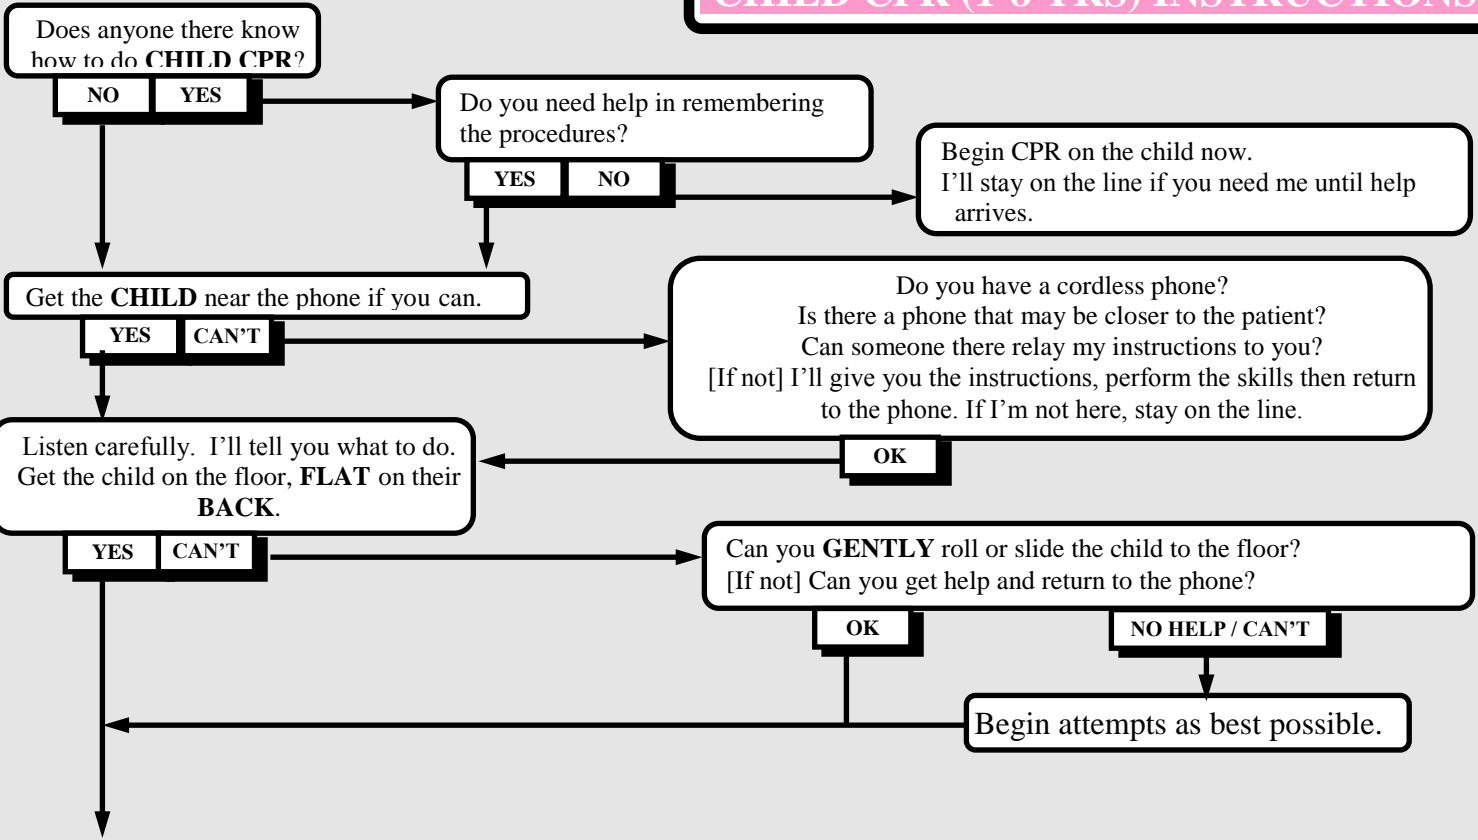 CHILD CPR (1-8 YRS) INSTRUCTIONS
Does anyone there know
how to do CHILD CPR?
NO YES
Do you need help in remembering
the procedures?
YES NO
Begin CPR on the child now.
I’ll stay on the line if you need me until help
arrives.
Get the CHILD near the phone if you can.
YES CAN’T
Do you have a cordless phone?
Is there a phone that may be closer to the patient?
Can someone there relay my instructions to you?
[If not] I’ll give you the instructions, perform the skills then return
to the phone. If I’m not here, stay on the line.
OK
Listen carefully. I’ll tell you what to do.
Get the child on the floor, FLAT on their
BACK.
YES CAN’T
Can you GENTLY roll or slide the child to the floor?
[If not] Can you get help and return to the phone?
OK
NO HELP / CAN’T
Begin attempts as best possible.